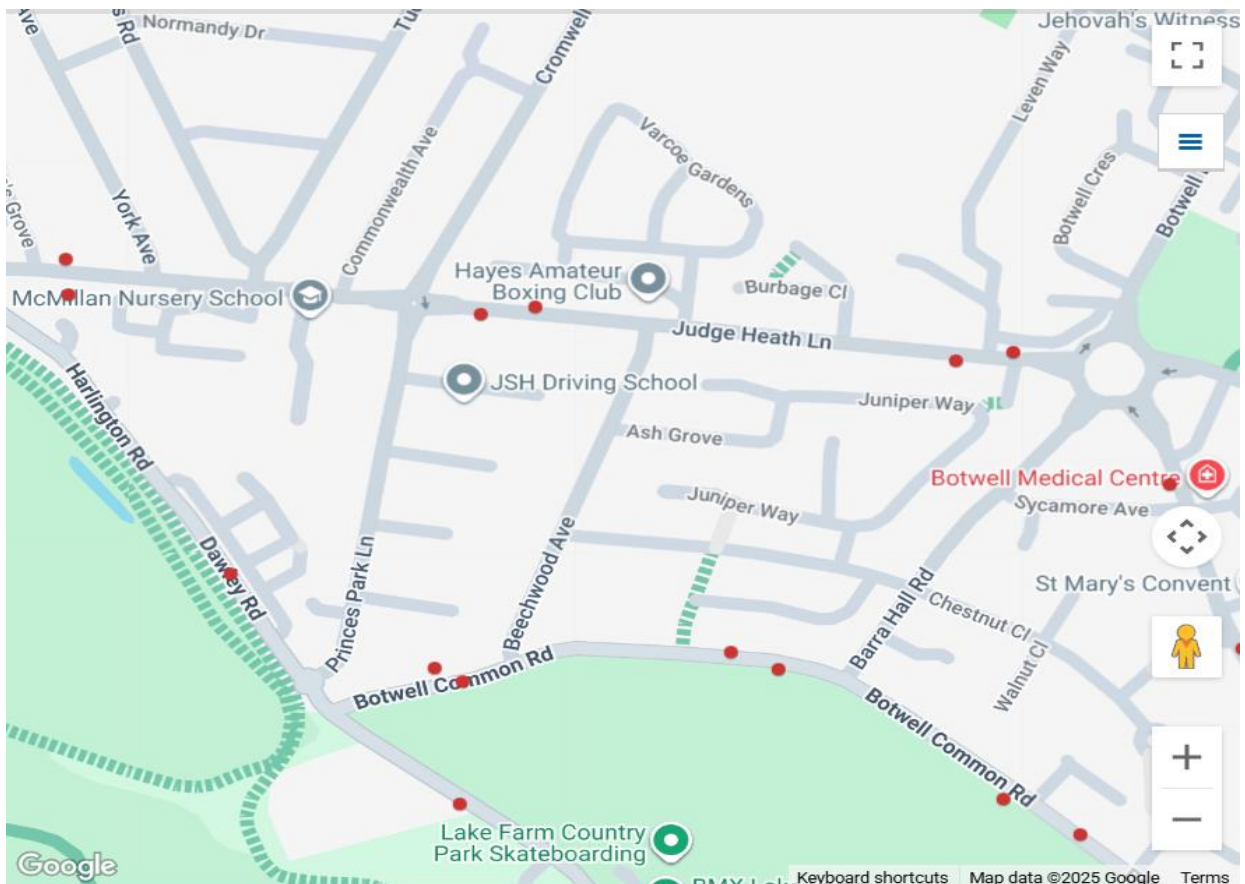 Normandy Dr
Cromwell
Jehovah's Witness
Leven Way
Varcoe Gardens
Commonwealth Ave
York Ave
Botwell Cres
Botwell
McMillan Nursery School
Hayes Amateur
Boxing Club
Burbage Cl
Judge Heath Ln
JSH Driving School
Juniper Way
Ash Grove
Harlington Rd
Juniper Way
Botwell Medical Centre
Sycamore Ave
Dawley Rd
Princes Park Ln
Beechwood Ave
Barra Hall Rd
St Mary's Convent
Chestnut Cl
Walnut Cl
Botwell Common Rd
Botwell Common Rd
Lake Farm Country
Park Skateboarding
Google
Keyboard shortcuts
Map data ©2025 Google
Terms